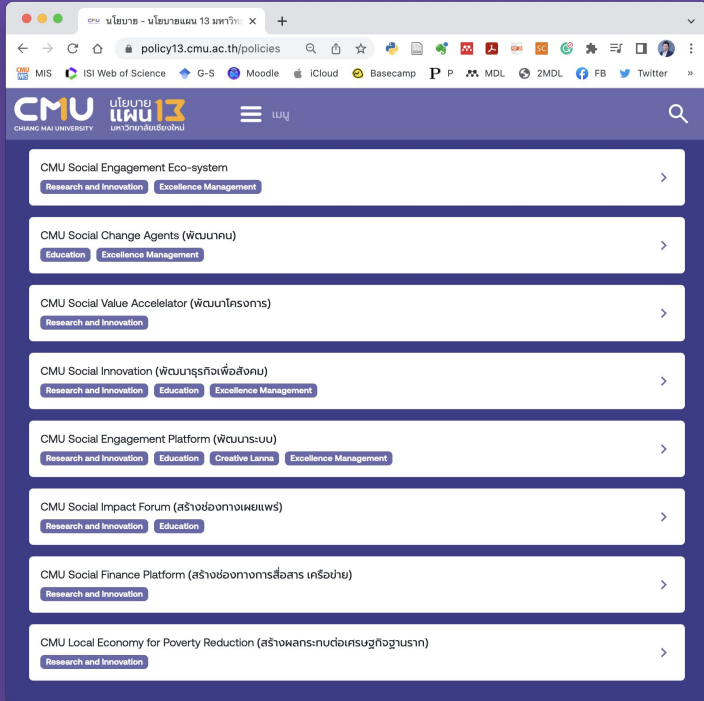 CMU นโยบาย - นโยบายแผน 13 มหาวิทย
policy13.cmu.ac.th/policies
MIS ISI Web of Science G-S Moodle iCloud Basecamp P P MDL 2MDL FB Twitter »
CMU นโยบาย แผน 13 เมนู
CHIANG MAI UNIVERSITY มหาวิทยาลัยเชียงใหม่
CMU Social Engagement Eco-system
Research and Innovation Excellence Management
CMU Social Change Agents (พัฒนาคน)
Education Excellence Management
CMU Social Value Accelelator (พัฒนาโครงการ)
Research and Innovation
CMU Social Innovation (พัฒนาธุรกิจเพื่อสังคม)
Research and Innovation Education Excellence Management
CMU Social Engagement Platform (พัฒนาระบบ)
Research and Innovation Education Creative Lanna Excellence Management
CMU Social Impact Forum (สร้างช่องทางเผยแพร่)
Research and Innovation Education
CMU Social Finance Platform (สร้างช่องทางการสื่อสาร เครือข่าย)
Research and Innovation
CMU Local Economy for Poverty Reduction (สร้างผลกระทบต่อเศรษฐกิจฐานราก)
Research and Innovation